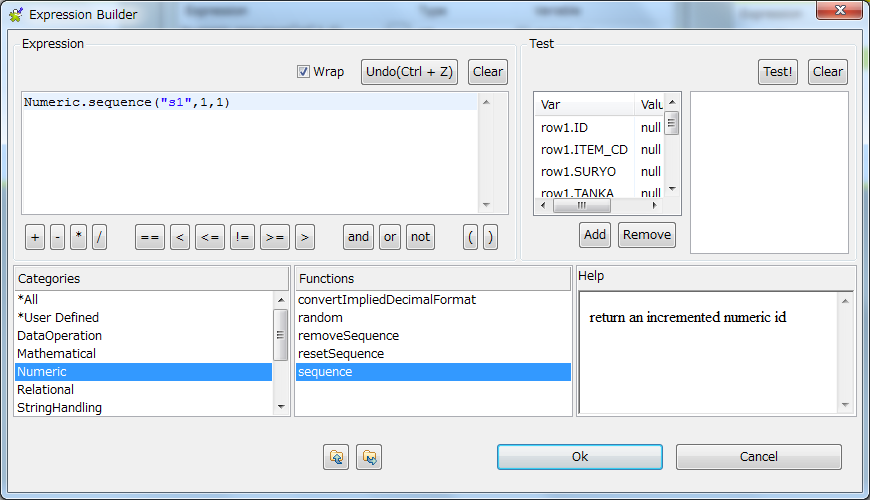 Expression Builder
Expression
Wrap
Undo(Ctrl + Z)
Clear
Numeric.sequence("s1",1,1)
+ - * / == < <= != >= > and or not ( )
Test
Test!
Clear
Var Valu
row1.ID null
row1.ITEM_CD null
row1.SURYO null
row1.TANKA null
Add
Remove
Categories
*All
*User Defined
DataOperation
Mathematical
Numeric
Relational
StringHandling
Functions
convertImpliedDecimalFormat
random
removeSequence
resetSequence
sequence
Help
return an incremented numeric id
Ok
Cancel